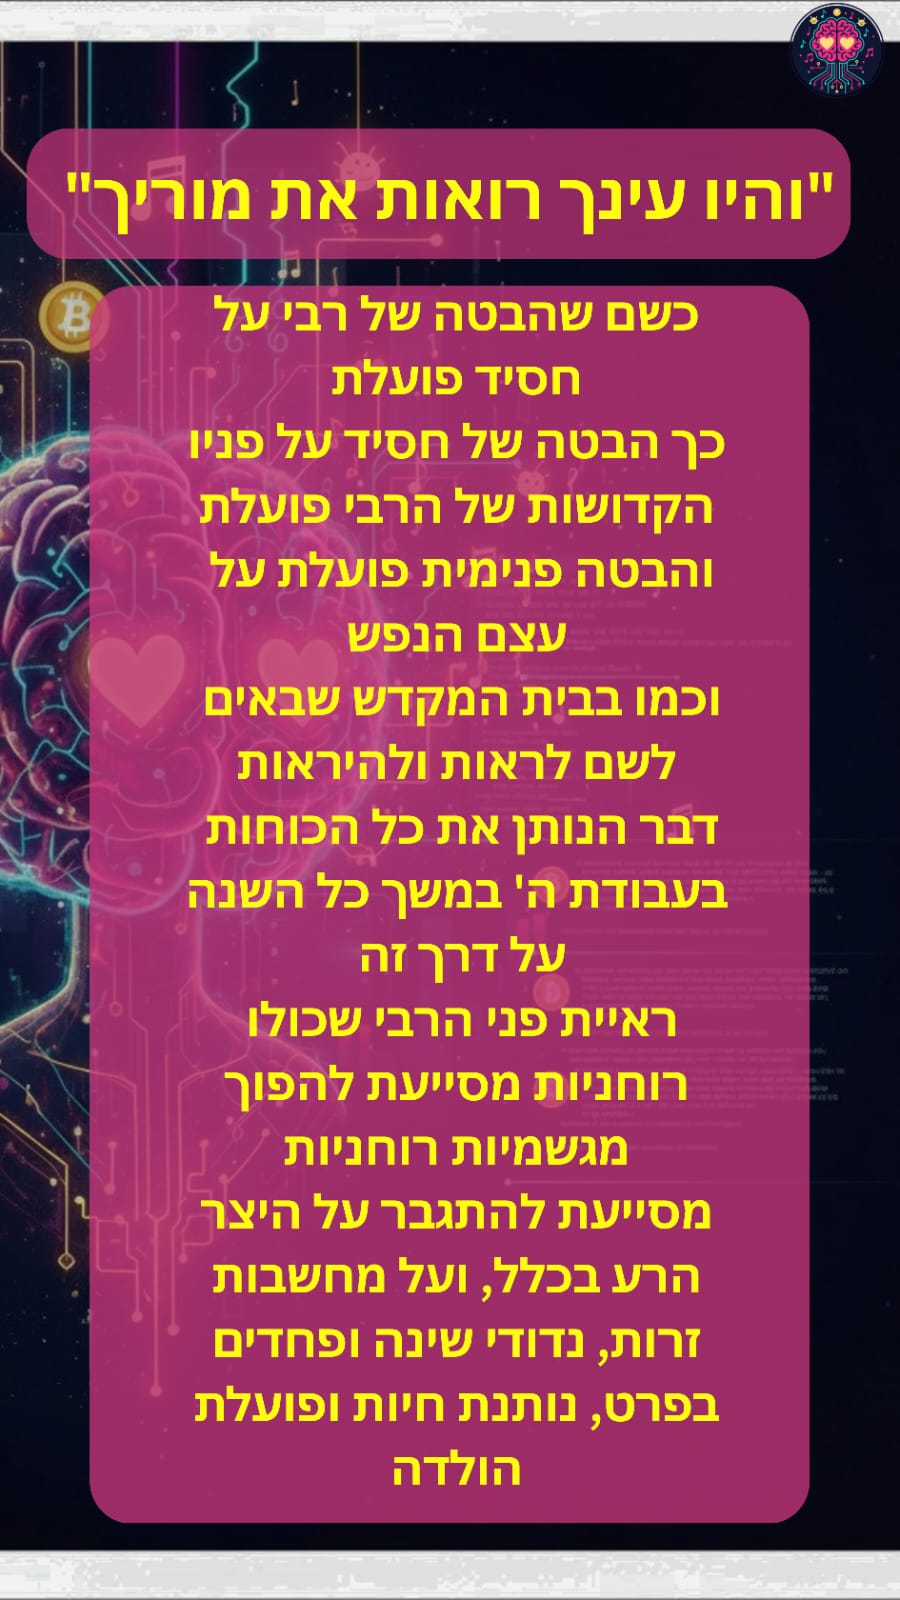 "והיו עינך רואות את מוריך"
כשם שהבטה של רבי על
חסיד פועלת
כך הבטה של חסיד על פניו
הקדושות של הרבי פועלת
והבטה פנימית פועלת על
עצם הנפש
וכמו בבית המקדש שבאים
לשם לראות ולהיראות
דבר הנותן את כל הכוחות
בעבודת ה' במשך כל השנה
על דרך זה
ראיית פני הרבי שכולו
רוחניות מסייעת להפוך
מגשמיות רוחניות
מסייעת להתגבר על היצר
הרע בכלל, ועל מחשבות
זרות, נדודי שינה ופחדים
בפרט, נותנת חיות ופועלת
הולדה